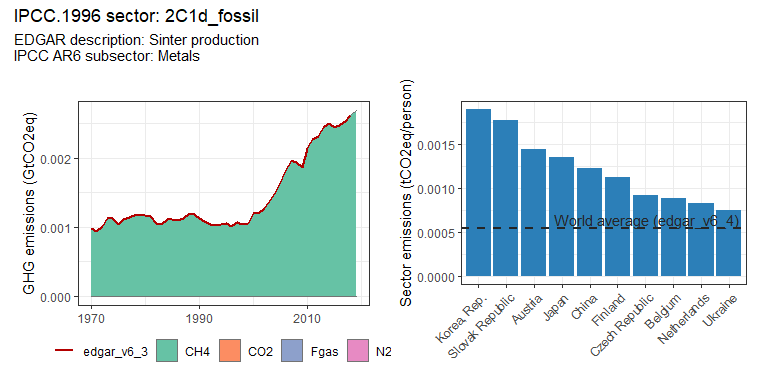 IPCC.1996 sector: 2C1d_fossil
EDGAR description: Sinter production
IPCC AR6 subsector: Metals
GHG emissions (GtCO2eq)
0.002
0.001
0.000
1970
1990
2010
edgar_v6_3
CH4
CO2
Fgas
N2
Sector emissions (tCO2eq/person)
0.0015
0.0010
0.0005
0.0000
World average (edgar_v6_4)
Korea Rep.
Slovak Republic
Austria
Japan
China
Finland
Czech Republic
Belgium
Netherlands
Ukraine